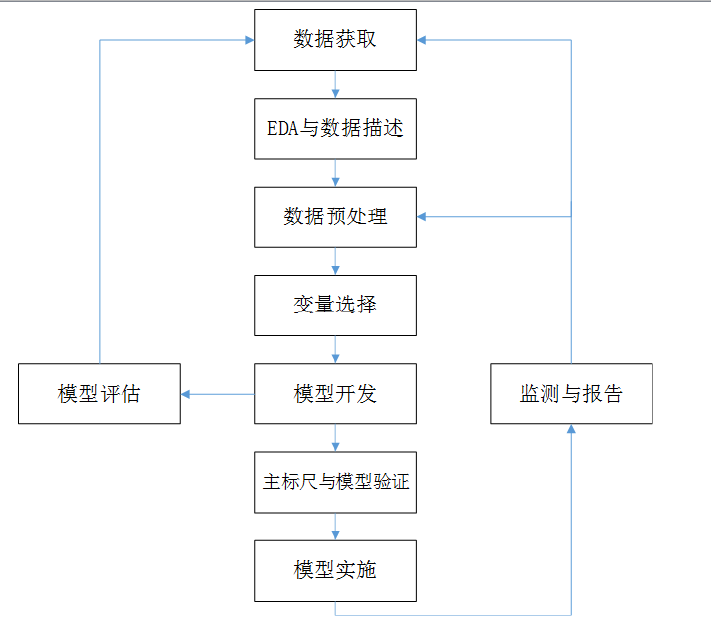 数据获取
EDA与数据描述
数据预处理
变量选择
模型评估
模型开发
监测与报告
主标尺与模型验证
模型实施